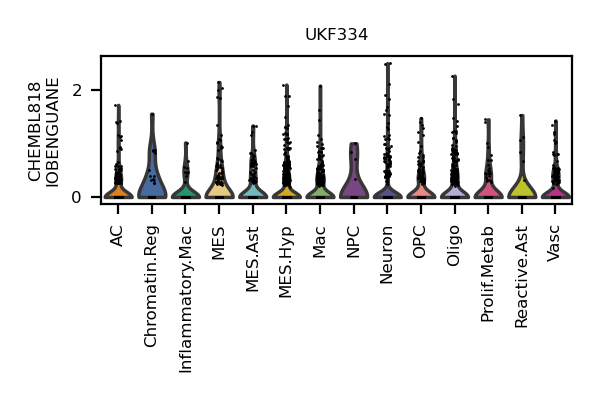 UKF334
CHEMBL818
IOBENGUANE
2
0
AC
Chromatin.Reg
Inflammatory.Mac
MES
MES.Ast
MES.Hyp
Mac
NPC
Neuron
OPC
Oligo
Prolif.Metab
Reactive.Ast
Vasc